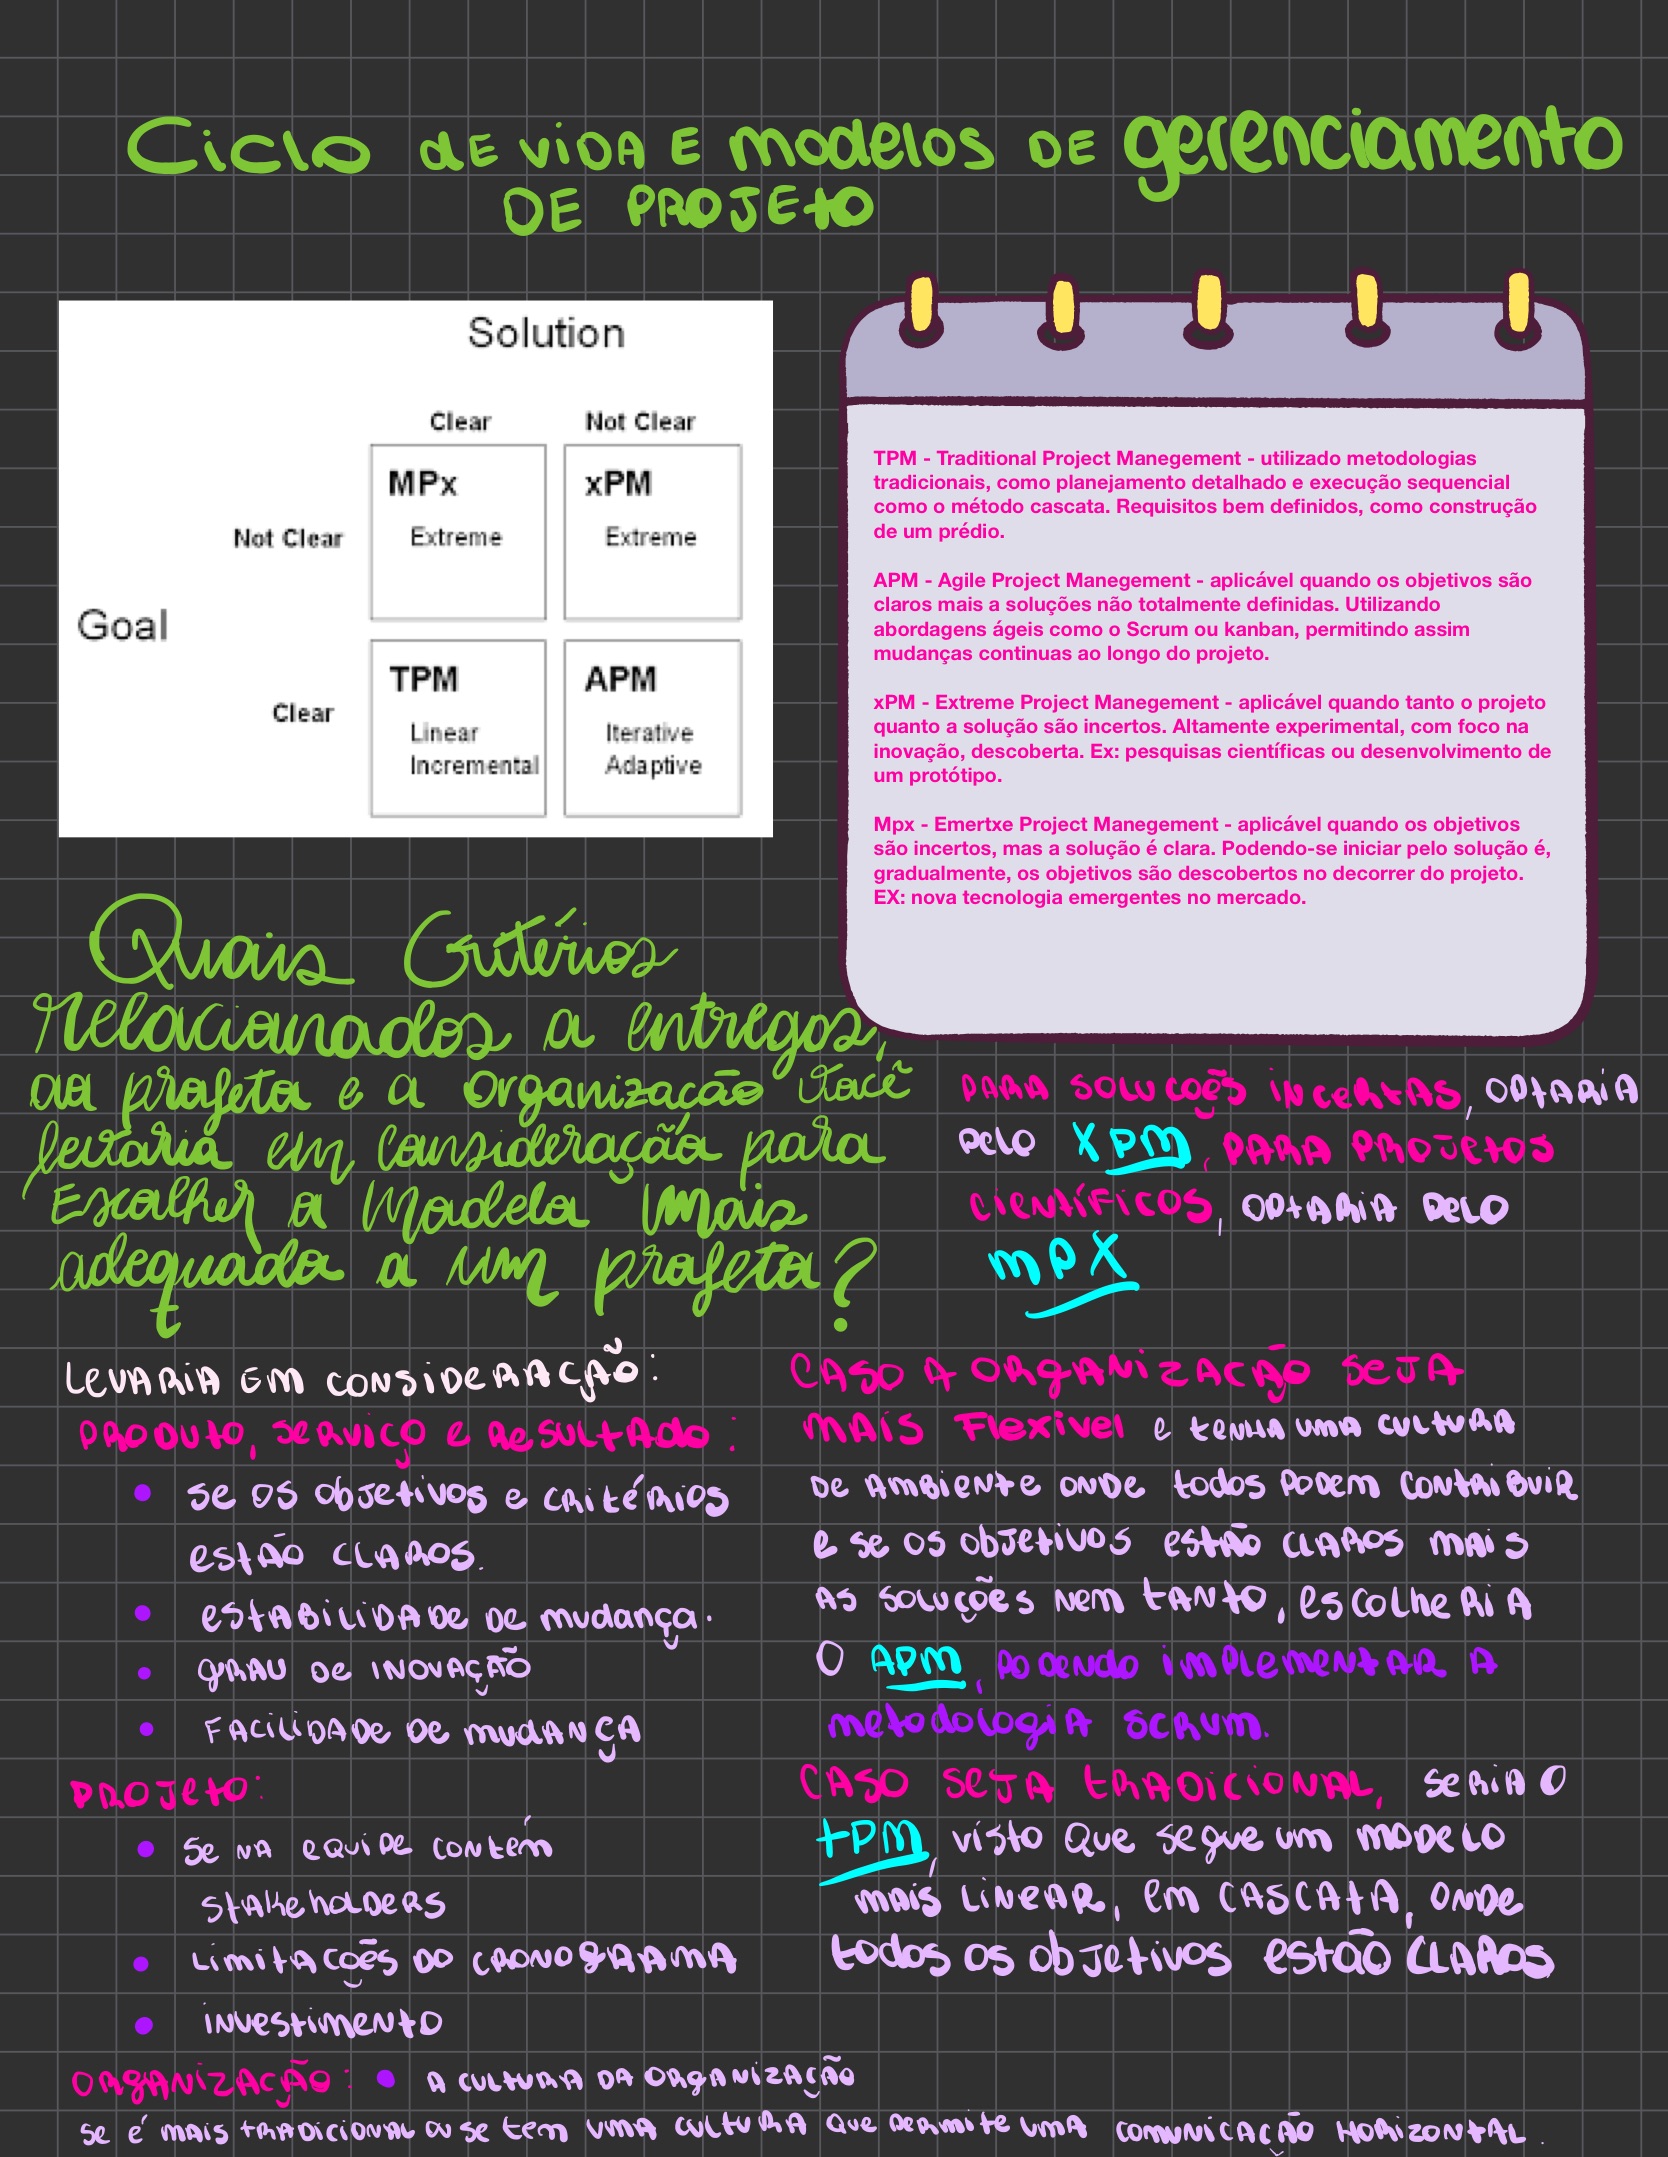 Ciclo de vida e modelos de gerenciamento
de projeto
Solution
Clear Not Clear
MPx xPM
Not Clear Extreme Extreme
Goal
TPM APM
Clear Linear Iterative
Incremental Adaptive
TPM - Traditional Project Manegement - utilizado metodologias
tradicionais, como planejamento detalhado e execução sequencial
como o método cascata. Requisitos bem definidos, como construção
de um prédio.
APM - Agile Project Manegement - aplicável quando os objetivos são
claros mais a soluções não totalmente definidas. Utilizando
abordagens ágeis como o Scrum ou kanban, permitindo assim
mudanças continuas ao longo do projeto.
xPM - Extreme Project Manegement - aplicável quando tanto o projeto
quanto a solução são incertos. Altamente experimental, com foco na
inovação, descoberta. Ex: pesquisas científicas ou desenvolvimento de
um protótipo.
Mpx - Emertxe Project Manegement - aplicável quando os objetivos
são incertos, mas a solução é clara. Podendo-se iniciar pelo solução é,
gradualmente, os objetivos são descobertos no decorrer do projeto.
EX: nova tecnologia emergentes no mercado.
Quais Critérios
relacionados a entregos,
ao projeto e a organização você
levaria em consideração para
Escolher o Modelo mais
adequado a um projeto?
Levaria em consideração:
Produto, serviço e resultado:
• se os objetivos e critérios
estão claros.
• estabilidade de mudança.
• grau de inovação
• Facilidade de mudança
Projeto:
• Se na equipe contém
stakeholders
• Limitações do cronograma
• investimento
Organização: • A cultura da organização
se é mais tradicional ou se tem uma cultura que permite uma comunicação horizontal.
Para soluções incertas, optaria
pelo xPM, para projetos
científicos, optaria pelo
mpx
Caso a organização seja
mais Flexivel e tenha uma cultura
de ambiente onde todos podem contribuir
e se os objetivos estão claros mais
as soluções nem tanto, escolheria
o APM, podendo implementar a
metodologia scrum.
Caso seja tradicional, seria o
tPM, visto que segue um modelo
mais linear, em cascata, onde
todos os objetivos estão claros